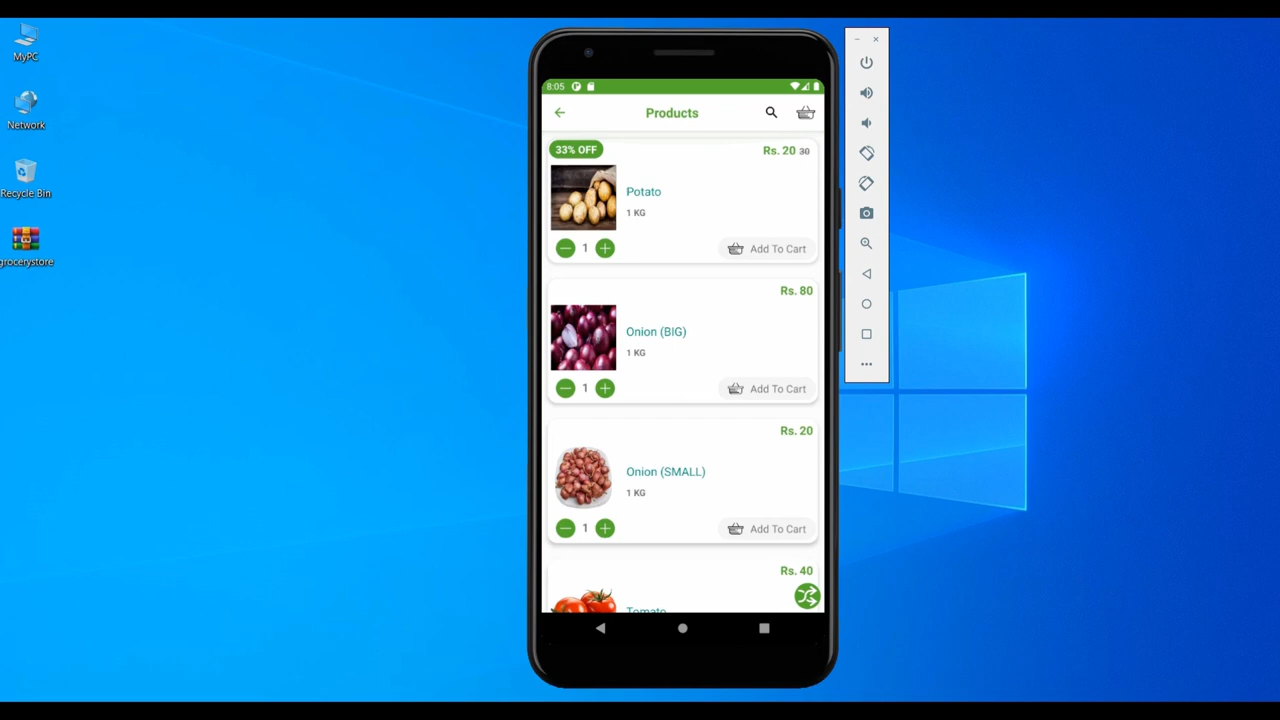 MyPC
Network
Recycle Bin
grocerystore
8:05
Products
33% OFF
Rs. 20 30
Potato
1 KG
1
Add To Cart
Rs. 80
Onion (BIG)
1 KG
1
Add To Cart
Rs. 20
Onion (SMALL)
1 KG
1
Add To Cart
Rs. 40
Tomato